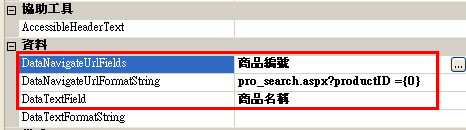 協助工具
AccessibleHeaderText
資料
DataNavigateUrlFields 商品編號 ...
DataNavigateUrlFormatString pro_search.aspx?productID ={0}
DataTextField 商品名稱
DataTextFormatString